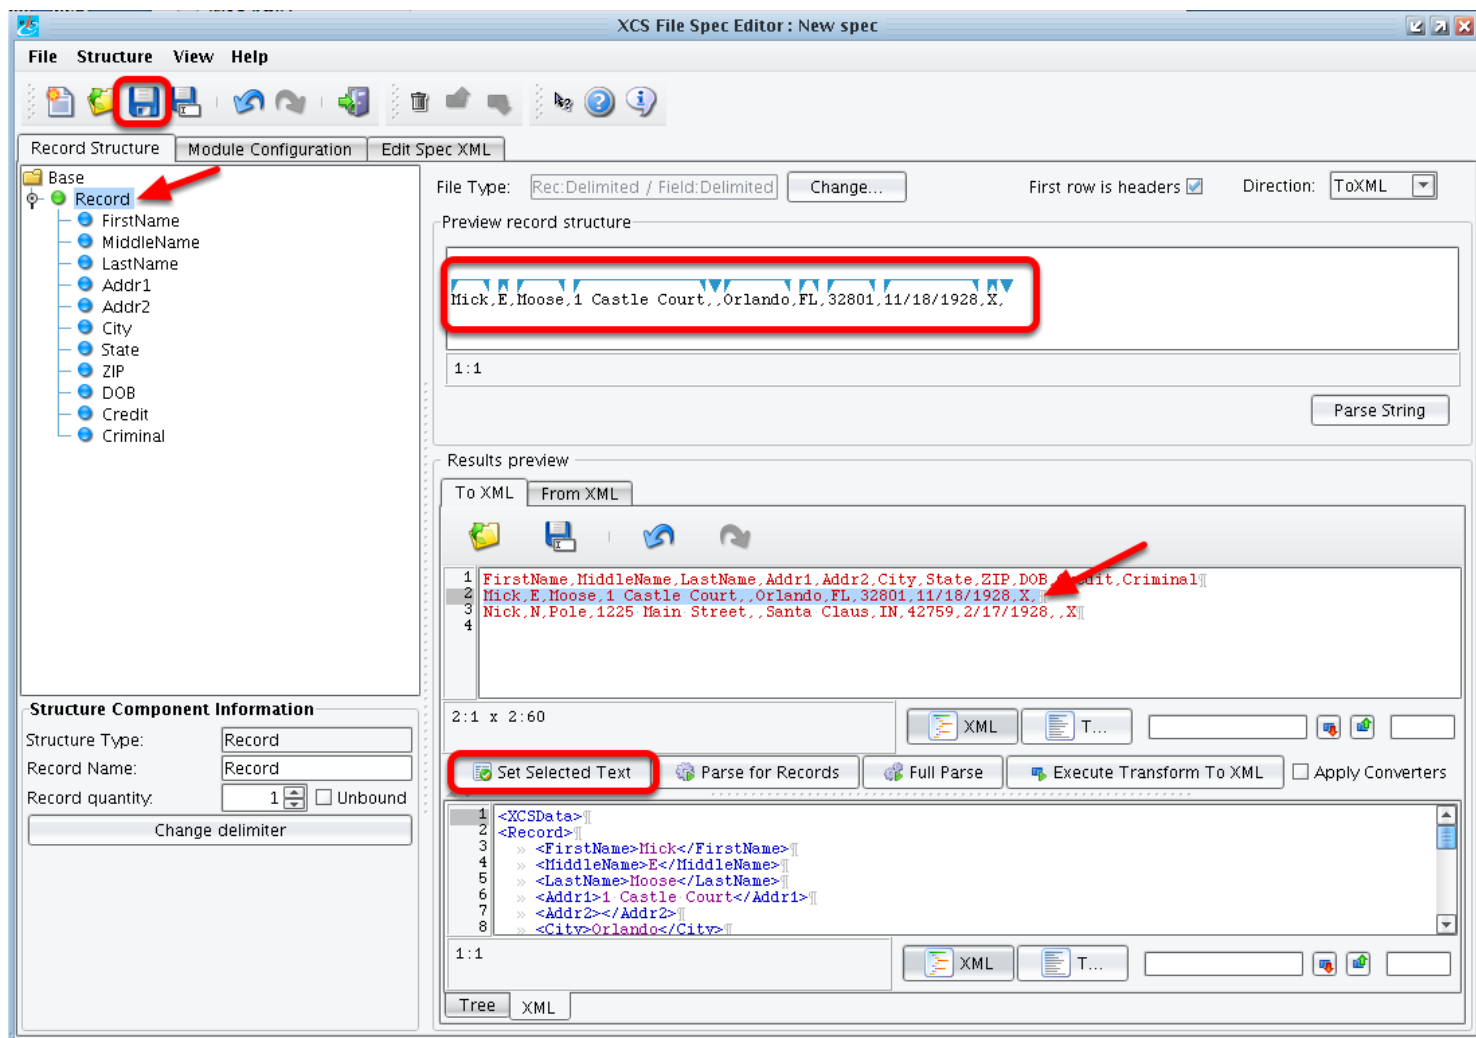 XCS File Spec Editor : New spec
File Structure View Help
Record Structure Module Configuration Edit Spec XML
Base
Record
FirstName
MiddleName
LastName
Addr1
Addr2
City
State
ZIP
DOB
Credit
Criminal
File Type: Rec:Delimited / Field:Delimited Change... First row is headers Direction: ToXML
Preview record structure
Mick,E,Moose,1 Castle Court,,Orlando,FL,32801,11/18/1928,X,
1:1
Parse String
Results preview
To XML From XML
1 FirstName,MiddleName,LastName,Addr1,Addr2,City,State,ZIP,DOB,Credit,Criminal¶
2 Mick,E,Moose,1 Castle Court,,Orlando,FL,32801,11/18/1928,X,¶
3 Nick,N,Pole,1225·Main·Street,,Santa·Claus,IN,42759,2/17/1928,,X¶
4
2:1 x 2:60
XML T...
Set Selected Text Parse for Records Full Parse Execute Transform To XML Apply Converters
1 <XCSData>¶
2 <Record>¶
3 » <FirstName>Mick</FirstName>¶
4 » <MiddleName>E</MiddleName>¶
5 » <LastName>Moose</LastName>¶
6 » <Addr1>1·Castle·Court</Addr1>¶
7 » <Addr2></Addr2>¶
8 » <City>Orlando</City>¶
1:1
XML T...
Tree XML
Structure Component Information
Structure Type: Record
Record Name: Record
Record quantity: 1 Unbound
Change delimiter